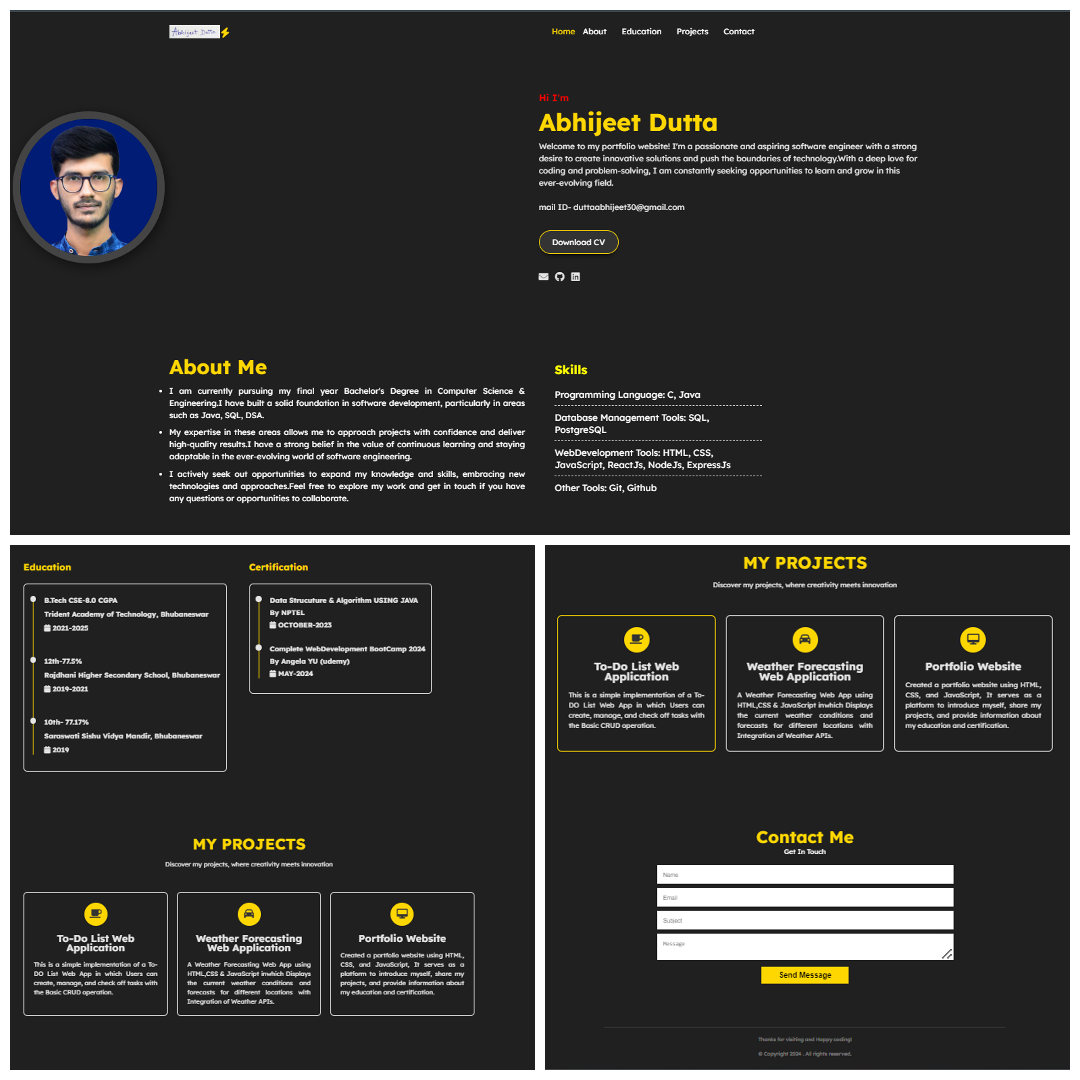 Abhijeet Dutta
Home About Education Projects Contact
Hi I'm
Abhijeet Dutta
Welcome to my portfolio website! I'm a passionate and aspiring software engineer with a strong
desire to create innovative solutions and push the boundaries of technology.With a deep love for
coding and problem-solving, I am constantly seeking opportunities to learn and grow in this
ever-evolving field.
mail ID- duttaabhijeet30@gmail.com
Download CV
About Me
• I am currently pursuing my final year Bachelor's Degree in Computer Science &
Engineering.I have built a solid foundation in software development, particularly in areas
such as Java, SQL, DSA.
• My expertise in these areas allows me to approach projects with confidence and deliver
high-quality results.I have a strong belief in the value of continuous learning and staying
adaptable in the ever-evolving world of software engineering.
• I actively seek out opportunities to expand my knowledge and skills, embracing new
technologies and approaches.Feel free to explore my work and get in touch if you have
any questions or opportunities to collaborate.
Skills
Programming Language: C, Java
Database Management Tools: SQL,
PostgreSQL
WebDevelopment Tools: HTML, CSS,
JavaScript, ReactJs, NodeJs, ExpressJs
Other Tools: Git, Github
Education
B.Tech CSE-8.0 CGPA
Trident Academy of Technology, Bhubaneswar
2021-2025
12th-77.5%
Rajdhani Higher Secondary School, Bhubaneswar
2019-2021
10th- 77.17%
Saraswati Sishu Vidya Mandir, Bhubaneswar
2019
Certification
Data Strucuture & Algorithm USING JAVA
By NPTEL
OCTOBER-2023
Complete WebDevelopment BootCamp 2024
By Angela YU (udemy)
MAY-2024
MY PROJECTS
Discover my projects, where creativity meets innovation
To-Do List Web
Application
This is a simple implementation of a To-
DO List Web App in which Users can
create, manage, and check off tasks with
the Basic CRUD operation.
Weather Forecasting
Web Application
A Weather Forecasting Web App using
HTML,CSS & JavaScript inwhich Displays
the current weather conditions and
forecasts for different locations with
Integration of Weather APIs.
Portfolio Website
Created a portfolio website using HTML,
CSS, and JavaScript, It serves as a
platform to introduce myself, share my
projects, and provide information about
my education and certification.
MY PROJECTS
Discover my projects, where creativity meets innovation
To-Do List Web
Application
This is a simple implementation of a To-
DO List Web App in which Users can
create, manage, and check off tasks with
the Basic CRUD operation.
Weather Forecasting
Web Application
A Weather Forecasting Web App using
HTML,CSS & JavaScript inwhich Displays
the current weather conditions and
forecasts for different locations with
Integration of Weather APIs.
Portfolio Website
Created a portfolio website using HTML,
CSS, and JavaScript, It serves as a
platform to introduce myself, share my
projects, and provide information about
my education and certification.
Contact Me
Get In Touch
Name
Email
Subject
Message
Send Message
Thanks for visiting and Happy coding!
© Copyright 2024 . All rights reserved.